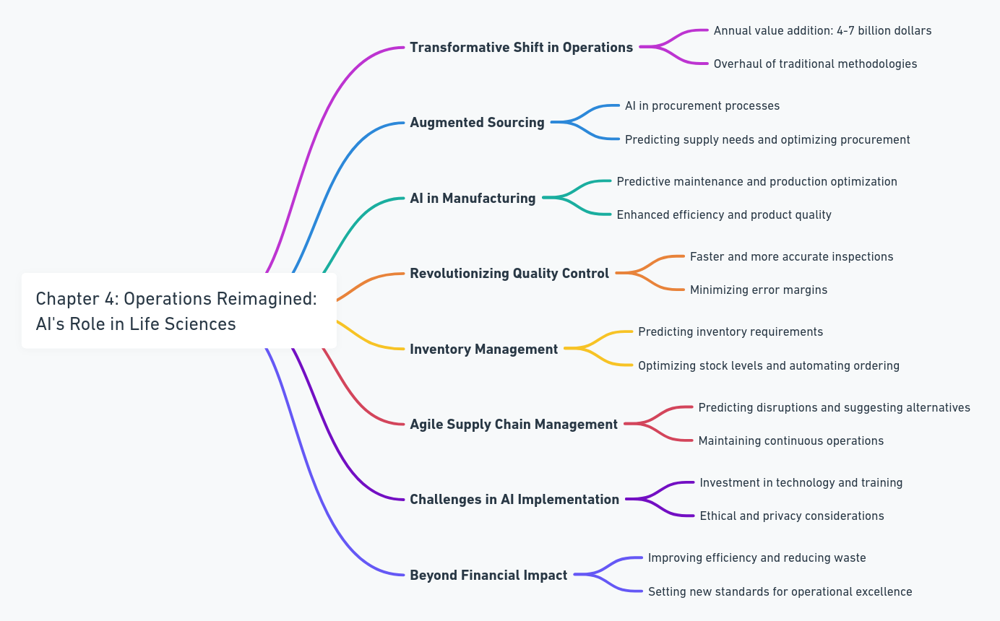 Chapter 4: Operations Reimagined:
AI's Role in Life Sciences
Transformative Shift in Operations
Annual value addition: 4-7 billion dollars
Overhaul of traditional methodologies
Augmented Sourcing
AI in procurement processes
Predicting supply needs and optimizing procurement
AI in Manufacturing
Predictive maintenance and production optimization
Enhanced efficiency and product quality
Revolutionizing Quality Control
Faster and more accurate inspections
Minimizing error margins
Inventory Management
Predicting inventory requirements
Optimizing stock levels and automating ordering
Agile Supply Chain Management
Predicting disruptions and suggesting alternatives
Maintaining continuous operations
Challenges in AI Implementation
Investment in technology and training
Ethical and privacy considerations
Beyond Financial Impact
Improving efficiency and reducing waste
Setting new standards for operational excellence